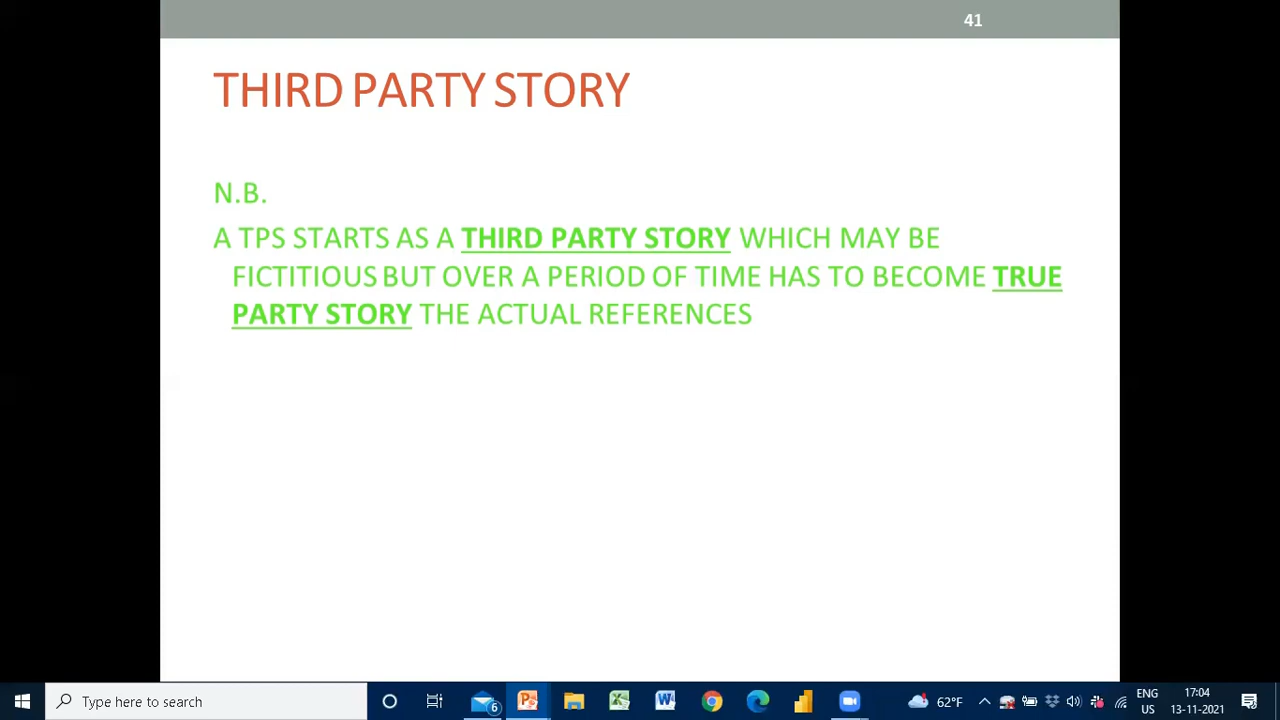 41
THIRD PARTY STORY
N.B.
A TPS STARTS AS A THIRD PARTY STORY WHICH MAY BE
FICTITIOUS BUT OVER A PERIOD OF TIME HAS TO BECOME TRUE
PARTY STORY THE ACTUAL REFERENCES
Type here to search
6
62°F
ENG
US
17:04
13-11-2021